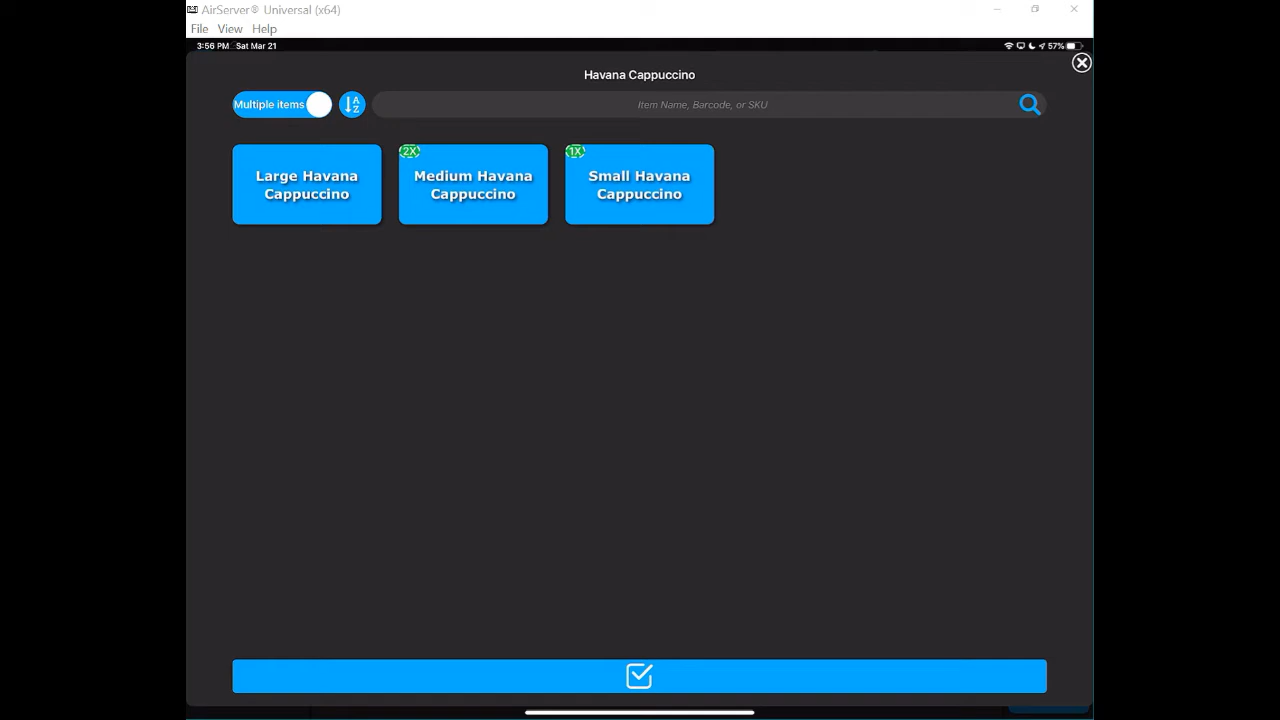 AirServer® Universal (x64)
File View Help
3:56 PM Sat Mar 21
57%
Havana Cappuccino
Multiple items
A
Z
Item Name, Barcode, or SKU
Large Havana
Cappuccino
2X
Medium Havana
Cappuccino
1X
Small Havana
Cappuccino